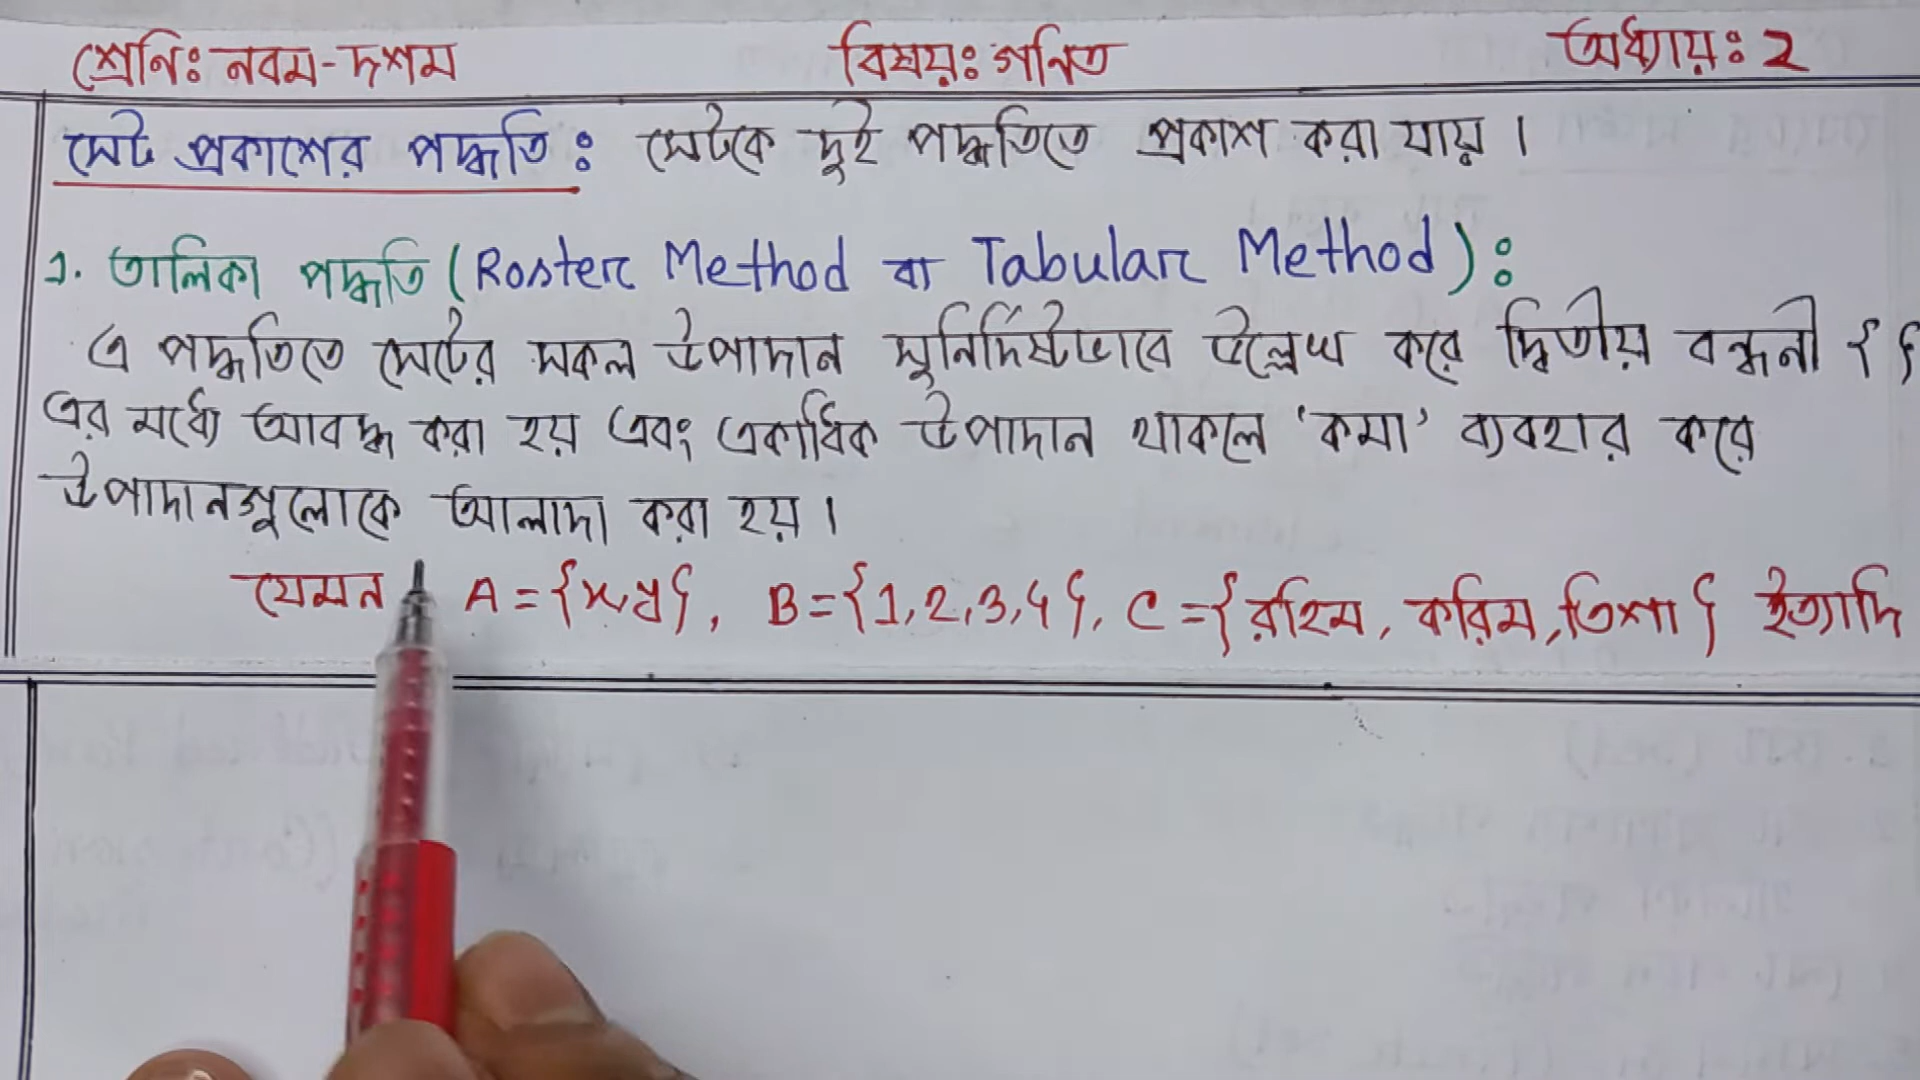 শ্রেণিঃ নবম-দশম বিষয়ঃ গনিত অধ্যায়ঃ ২
সেট প্রকাশের পদ্ধতিঃ সেটকে দুই পদ্ধতিতে প্রকাশ করা যায়।
১. তালিকা পদ্ধতি (Roster Method বা Tabular Method):
এ পদ্ধতিতে সেটের সকল উপাদান সুনির্দিষ্টভাবে উল্লেখ করে দ্বিতীয় বন্ধনী { }
এর মধ্যে আবদ্ধ করা হয় এবং একাধিক উপাদান থাকলে 'কমা' ব্যবহার করে
উপাদানগুলোকে আলাদা করা হয়।
যেমন A = {x, y}, B = {1, 2, 3, 4}, C = {রহিম, করিম, তিশা} ইত্যাদি